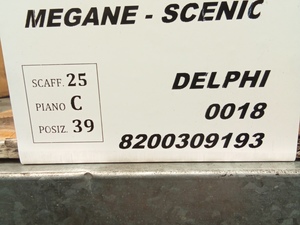 MEGANE - SCENIC
SCAFF. 25
PIANO C
POSIZ. 39
DELPHI
0018
8200309193